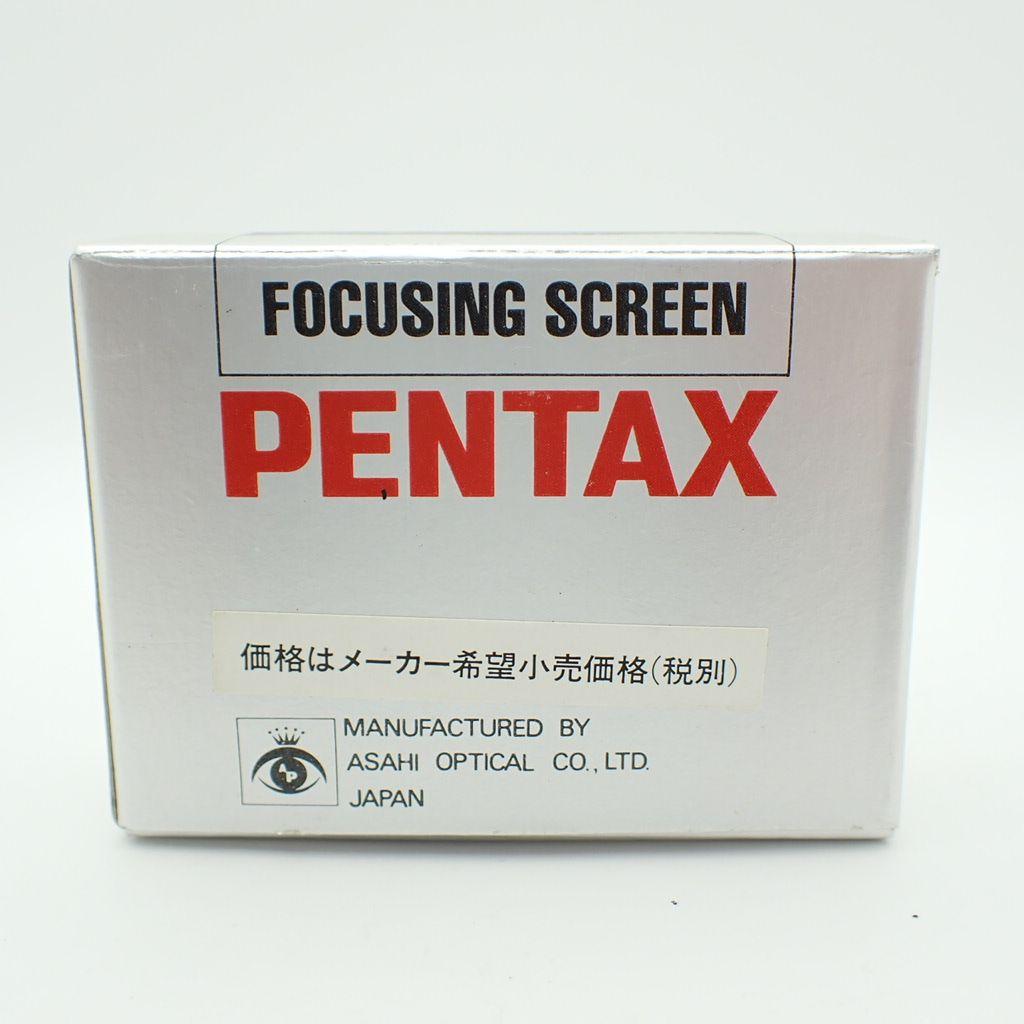 FOCUSING SCREEN
PENTAX
価格はメーカー希望小売価格(税別)
MANUFACTURED BY
ASAHI OPTICAL CO., LTD.
JAPAN
AP